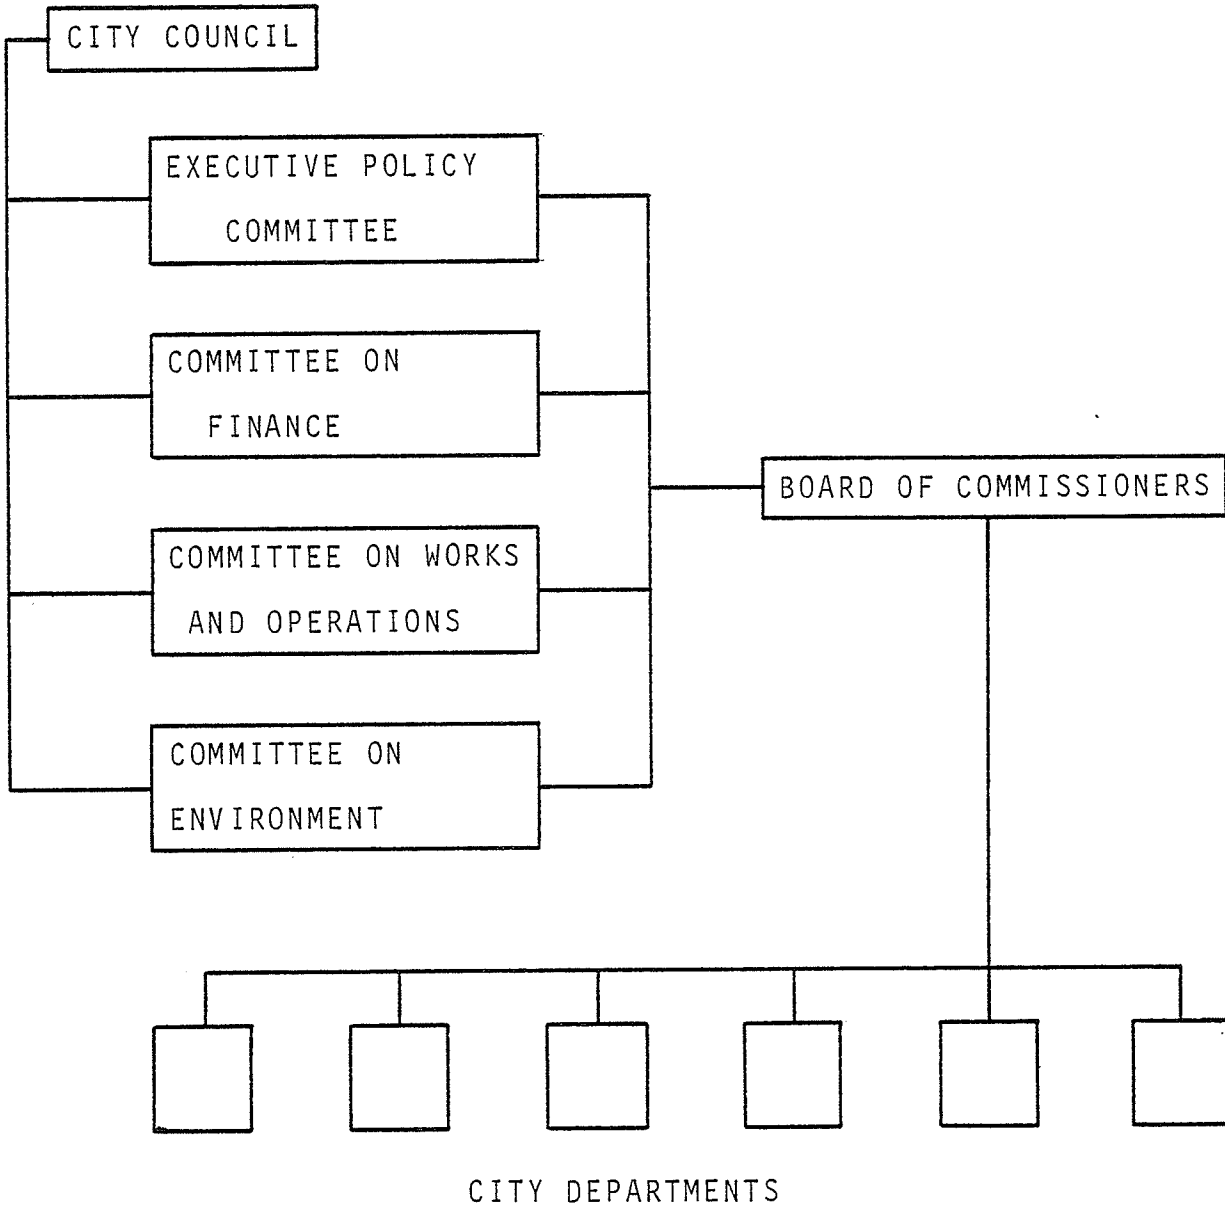 CITY COUNCIL
EXECUTIVE POLICY
COMMITTEE
COMMITTEE ON
FINANCE
BOARD OF COMMISSIONERS
COMMITTEE ON WORKS
AND OPERATIONS
COMMITTEE ON
ENVIRONMENT
CITY DEPARTMENTS